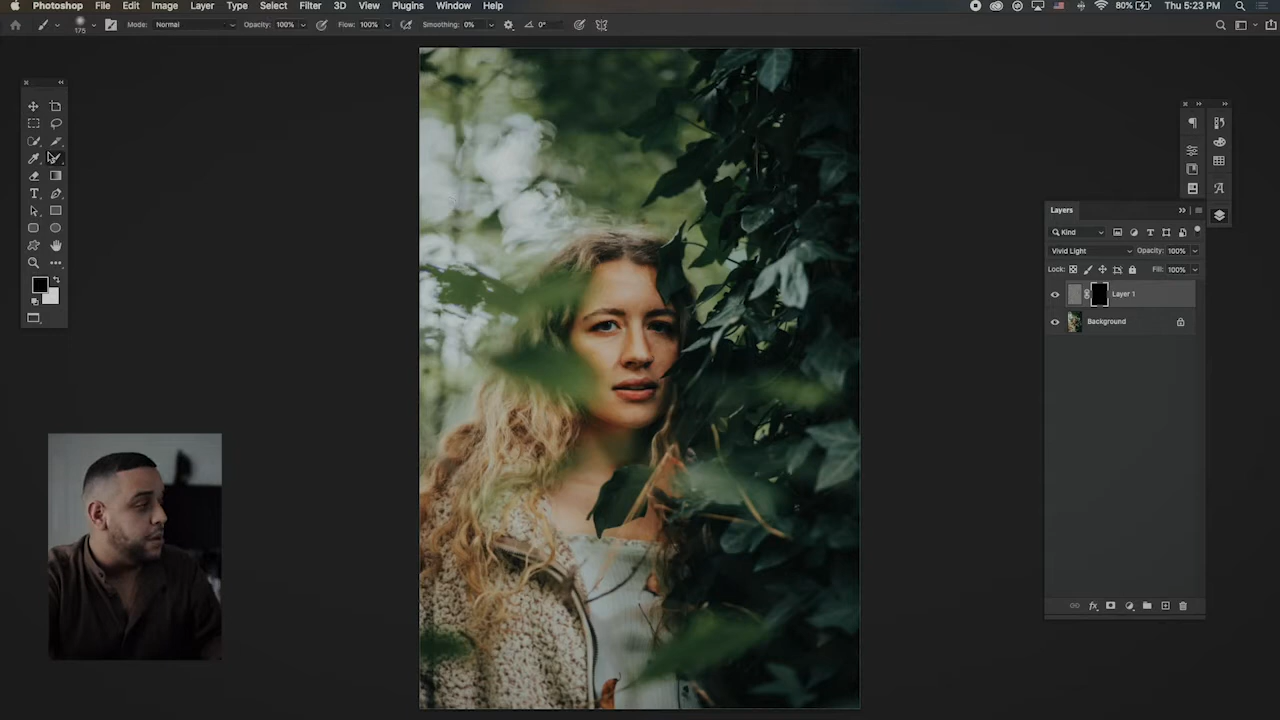 Photoshop File Edit Image Layer Type Select Filter 3D View Plugins Window Help 80% Thu 5:23 PM
175 Mode: Normal Opacity: 100% Flow: 100% Smoothing: 0% 0°
Layers
Kind
Vivid Light Opacity: 100%
Lock: Fill: 100%
Layer 1
Background